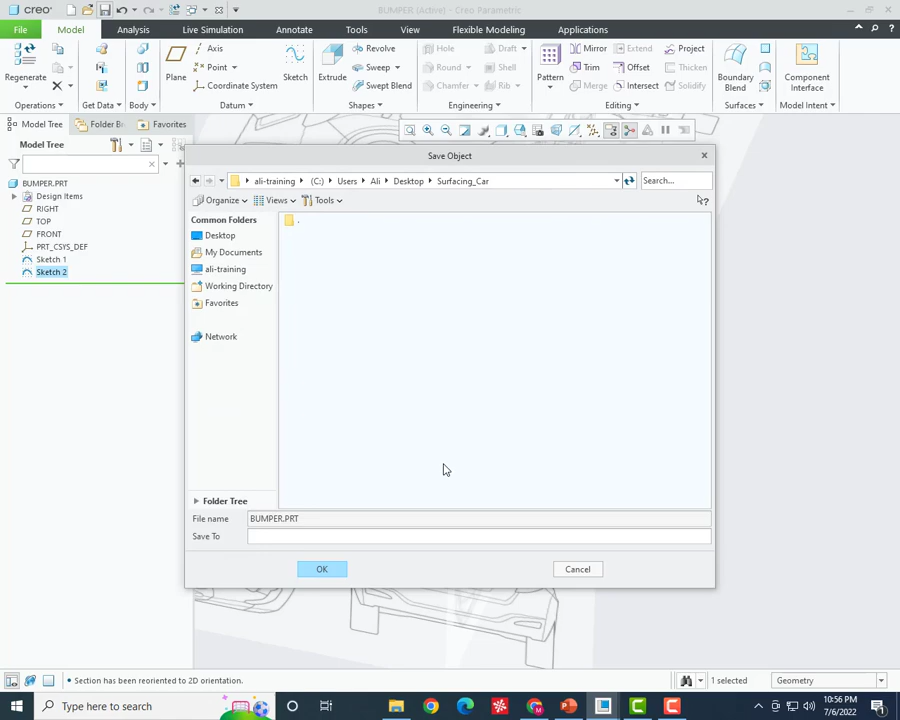 creo BUMPER (Active) - Creo Parametric
File Model Analysis Live Simulation Annotate Tools View Flexible Modeling Applications
Regenerate
Operations Get Data Body
Plane Axis Point Coordinate System Sketch
Datum
Extrude Revolve Sweep Swept Blend
Shapes
Hole Round Chamfer Draft Shell Rib
Engineering
Pattern Mirror Trim Merge Extend Offset Intersect Project Thicken Solidify
Editing
Boundary Blend
Surfaces
Component Interface
Model Intent
Model Tree Folder B Favorites
Model Tree
BUMPER.PRT
Design Items
RIGHT
TOP
FRONT
PRT_CSYS_DEF
Sketch 1
Sketch 2
Save Object
ali-training (C:) Users Ali Desktop Surfacing_Car Search...
Organize Views Tools
Common Folders
Desktop
My Documents
ali-training
Working Directory
Favorites
Network
.
Folder Tree
File name BUMPER.PRT
Save To
OK Cancel
• Section has been reoriented to 2D orientation. 1 selected Geometry
Type here to search
10:56 PM
7/6/2022
1